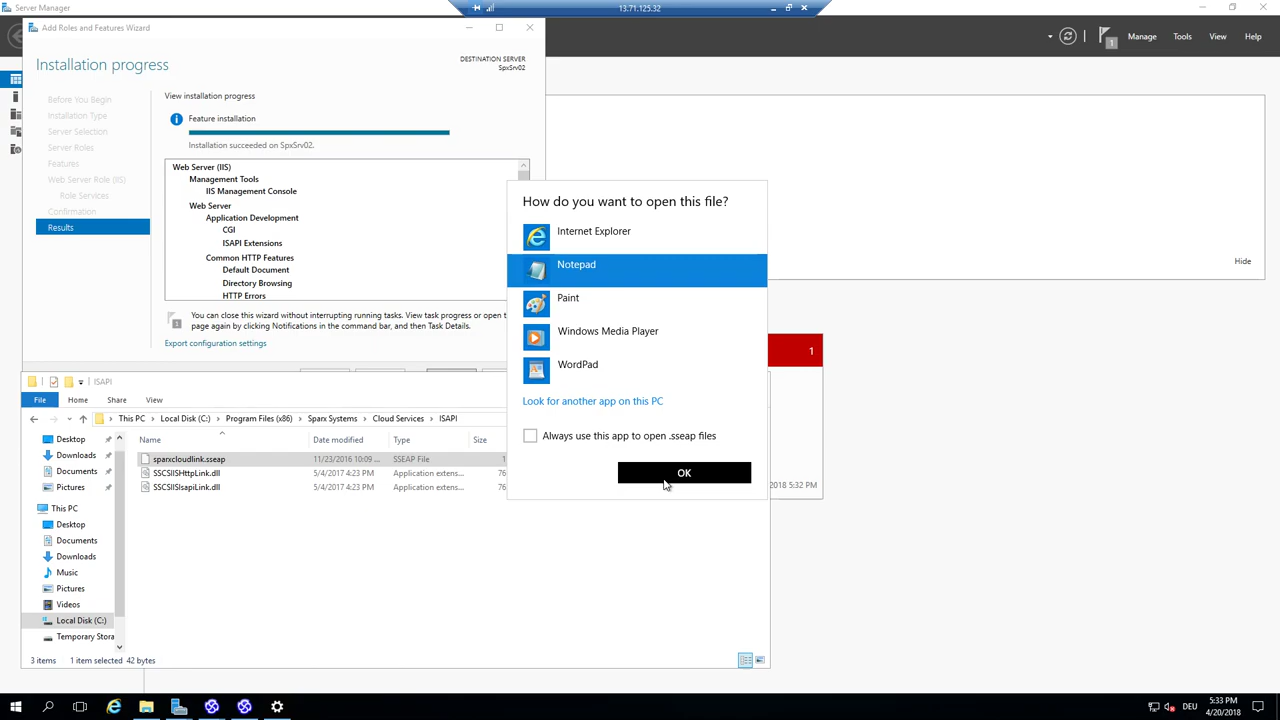 Server Manager
13.71.125.32
Manage Tools View Help
1
Add Roles and Features Wizard
Installation progress
DESTINATION SERVER
SpxSrv02
Before You Begin
Installation Type
Server Selection
Server Roles
Features
Web Server Role (IIS)
Role Services
Confirmation
Results
View installation progress
Feature installation
Installation succeeded on SpxSrv02.
Web Server (IIS)
Management Tools
IIS Management Console
Web Server
Application Development
CGI
ISAPI Extensions
Common HTTP Features
Default Document
Directory Browsing
HTTP Errors
You can close this wizard without interrupting running tasks. View task progress or open t
page again by clicking Notifications in the command bar, and then Task Details.
Export configuration settings
How do you want to open this file?
Internet Explorer
Notepad
Paint
Windows Media Player
WordPad
Look for another app on this PC
Always use this app to open .sseap files
OK
Hide
1
2018 5:32 PM
ISAPI
File Home Share View
This PC Local Disk (C:) Program Files (x86) Sparx Systems Cloud Services ISAPI
Name Date modified Type Size
sparxcloudlink.sseap 11/23/2016 10:09 ... SSEAP File 1
SSCSIISHttpLink.dll 5/4/2017 4:23 PM Application extens... 76
SSCSIISIsapiLink.dll 5/4/2017 4:23 PM Application extens... 76
Desktop
Downloads
Documents
Pictures
This PC
Desktop
Documents
Downloads
Music
Pictures
Videos
Local Disk (C:)
Temporary Stora
3 items 1 item selected 42 bytes
DEU
5:33 PM
4/20/2018